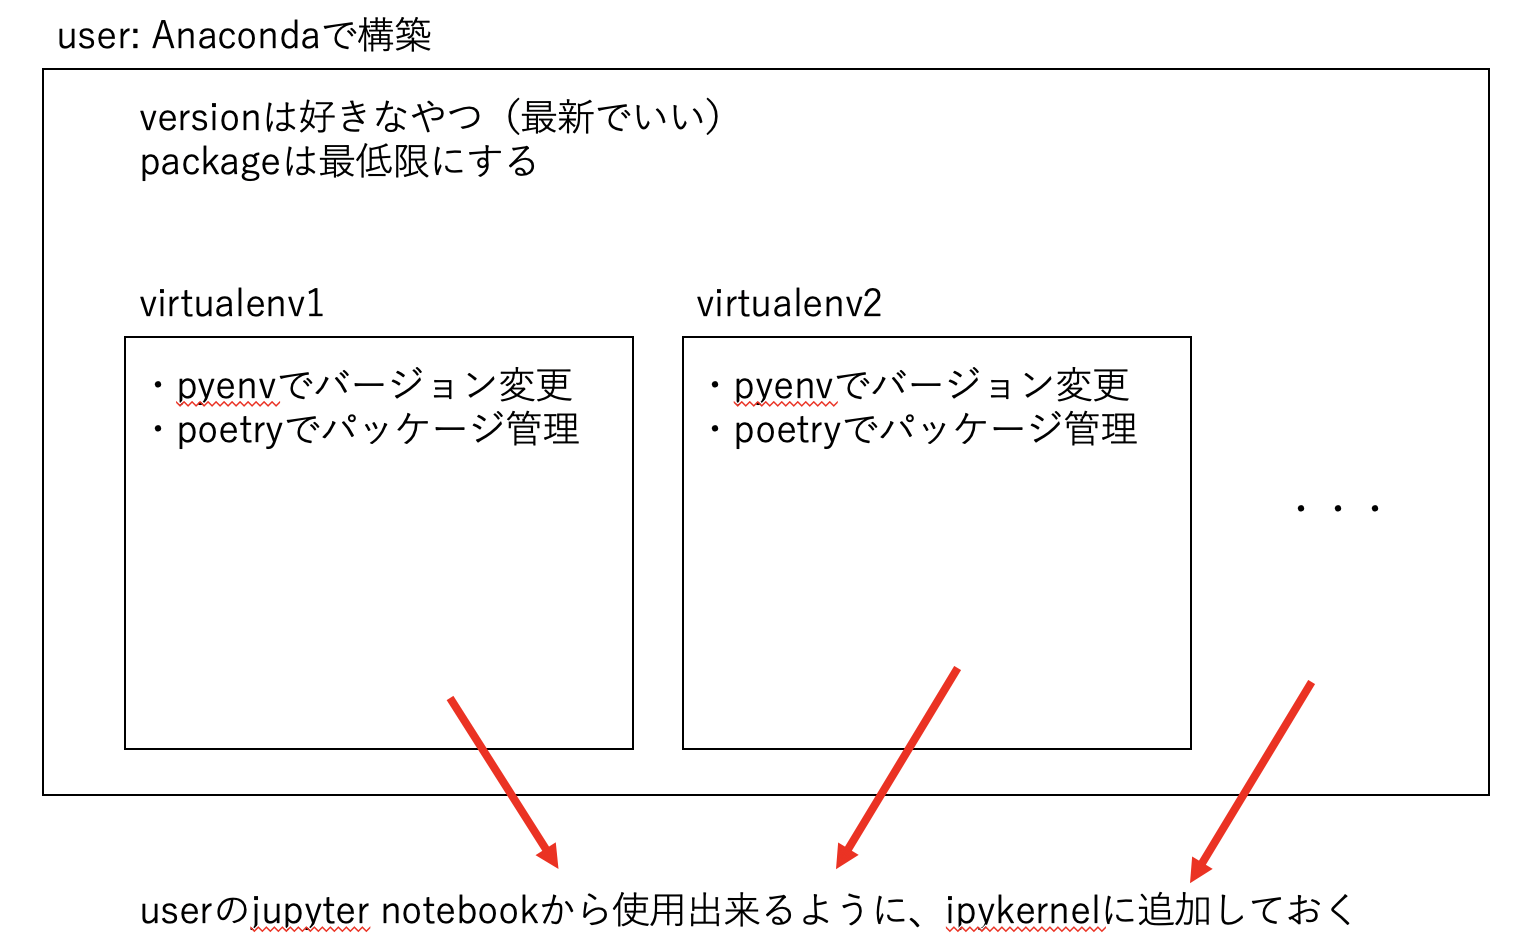 user: Anacondaで構築
versionは好きなやつ（最新でいい）
packageは最低限にする
virtualenv1
・pyenvでバージョン変更
・poetryでパッケージ管理
virtualenv2
・pyenvでバージョン変更
・poetryでパッケージ管理
・・・
userのjupyter notebookから使用出来るように、ipykernelに追加しておく